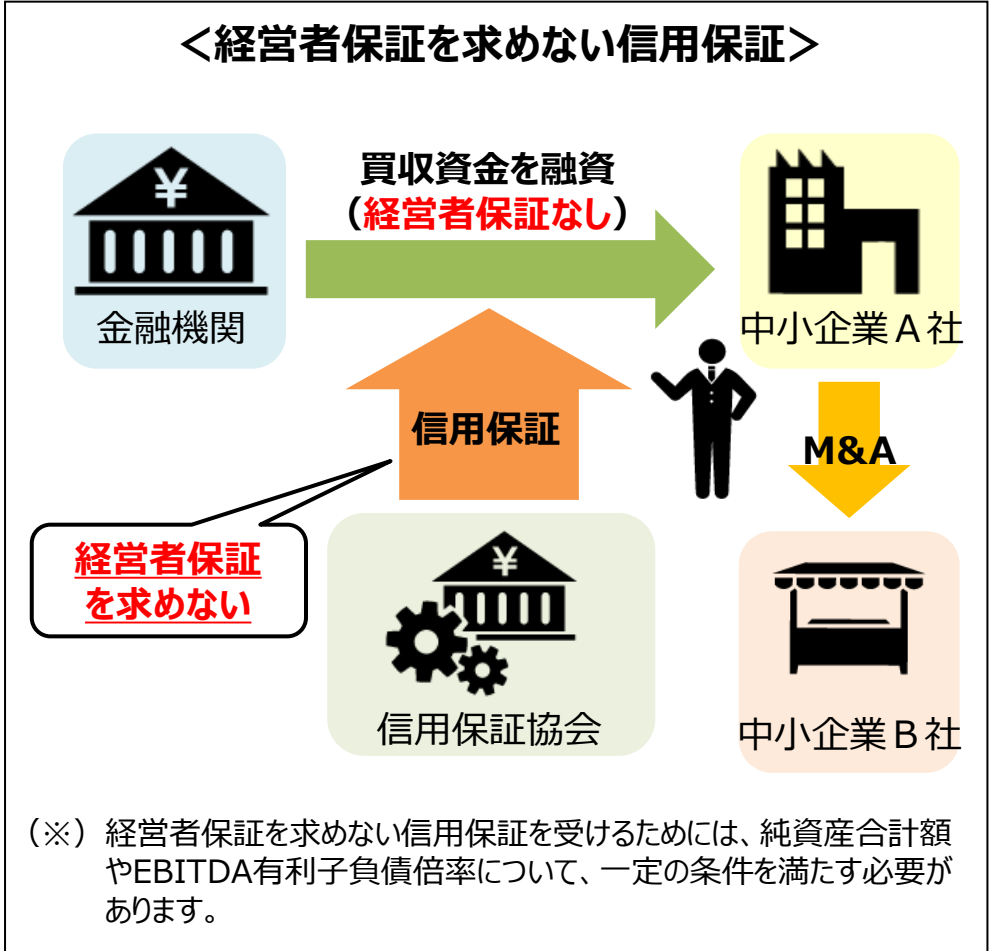 ＜経営者保証を求めない信用保証＞
買収資金を融資
（経営者保証なし）
¥
金融機関
中小企業Ａ社
信用保証
M&A
経営者保証
を求めない
¥
信用保証協会
中小企業Ｂ社
（※）経営者保証を求めない信用保証を受けるためには、純資産合計額
やEBITDA有利子負債倍率について、一定の条件を満たす必要が
あります。